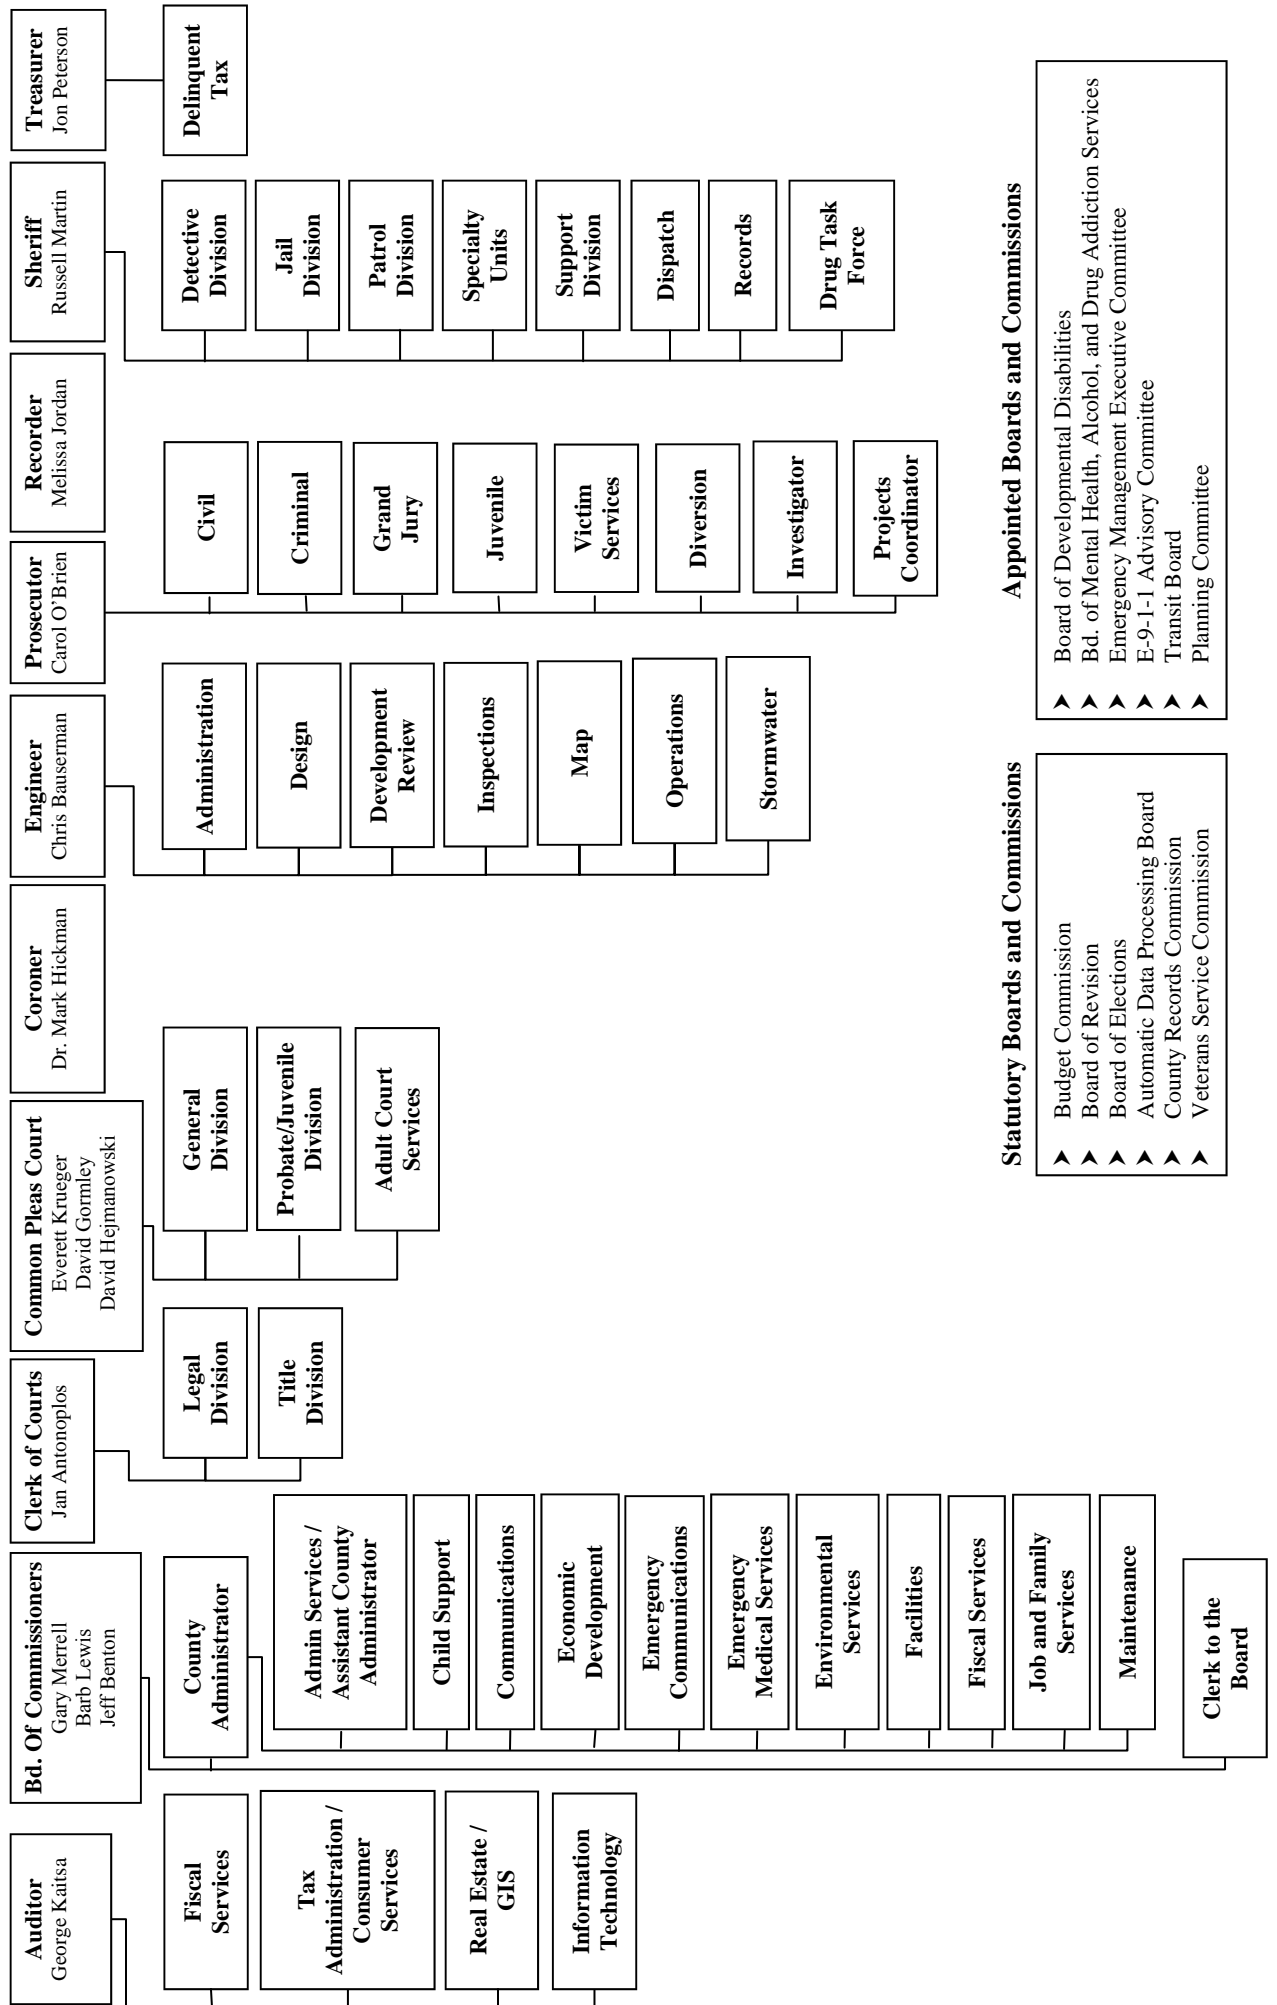 Auditor
George Kaitsa
Fiscal
Services
Tax
Administration /
Consumer
Services
Real Estate /
GIS
Information
Technology
Bd. Of Commissioners
Gary Merrell
Barb Lewis
Jeff Benton
County
Administrator
Admin Services /
Assistant County
Administrator
Child Support
Communications
Economic
Development
Emergency
Communications
Emergency
Medical Services
Environmental
Services
Facilities
Fiscal Services
Job and Family
Services
Maintenance
Clerk to the
Board
Clerk of Courts
Jan Antonoplos
Legal
Division
Title
Division
Common Pleas Court
Everett Krueger
David Gormley
David Hejmanowski
General
Division
Probate/Juvenile
Division
Adult Court
Services
Coroner
Dr. Mark Hickman
Engineer
Chris Bauserman
Administration
Design
Development
Review
Inspections
Map
Operations
Stormwater
Prosecutor
Carol O’Brien
Civil
Criminal
Grand
Jury
Juvenile
Victim
Services
Diversion
Investigator
Projects
Coordinator
Recorder
Melissa Jordan
Sheriff
Russell Martin
Detective
Division
Jail
Division
Patrol
Division
Specialty
Units
Support
Division
Dispatch
Records
Drug Task
Force
Treasurer
Jon Peterson
Delinquent
Tax
Statutory Boards and Commissions
➤ Budget Commission
➤ Board of Revision
➤ Board of Elections
➤ Automatic Data Processing Board
➤ County Records Commission
➤ Veterans Service Commission
Appointed Boards and Commissions
➤ Board of Developmental Disabilities
➤ Bd. of Mental Health, Alcohol, and Drug Addiction Services
➤ Emergency Management Executive Committee
➤ E-9-1-1 Advisory Committee
➤ Transit Board
➤ Planning Committee